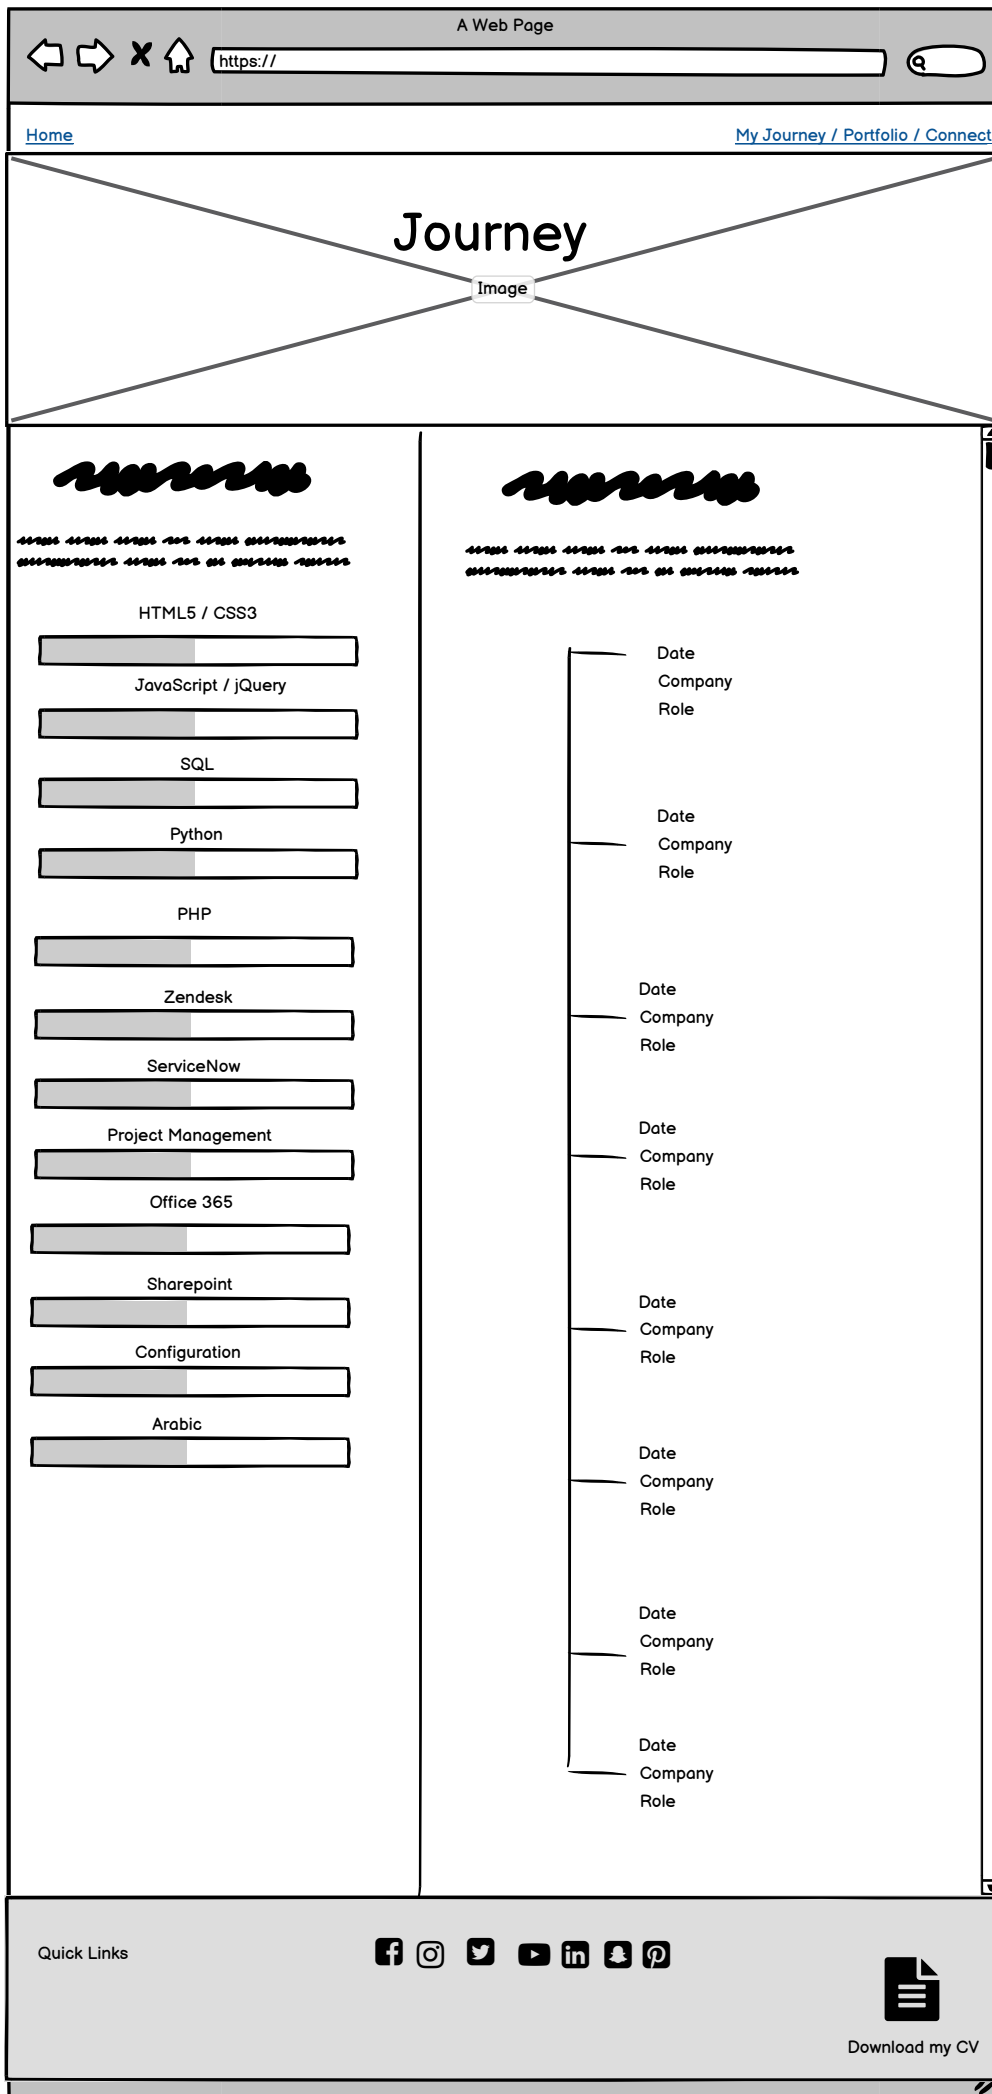 A Web Page
https://
Home
My Journey / Portfolio / Connect
Journey
Image
HTML5 / CSS3
JavaScript / jQuery
SQL
Python
PHP
Zendesk
ServiceNow
Project Management
Office 365
Sharepoint
Configuration
Arabic
Date
Company
Role
Date
Company
Role
Date
Company
Role
Date
Company
Role
Date
Company
Role
Date
Company
Role
Date
Company
Role
Date
Company
Role
Quick Links
Download my CV